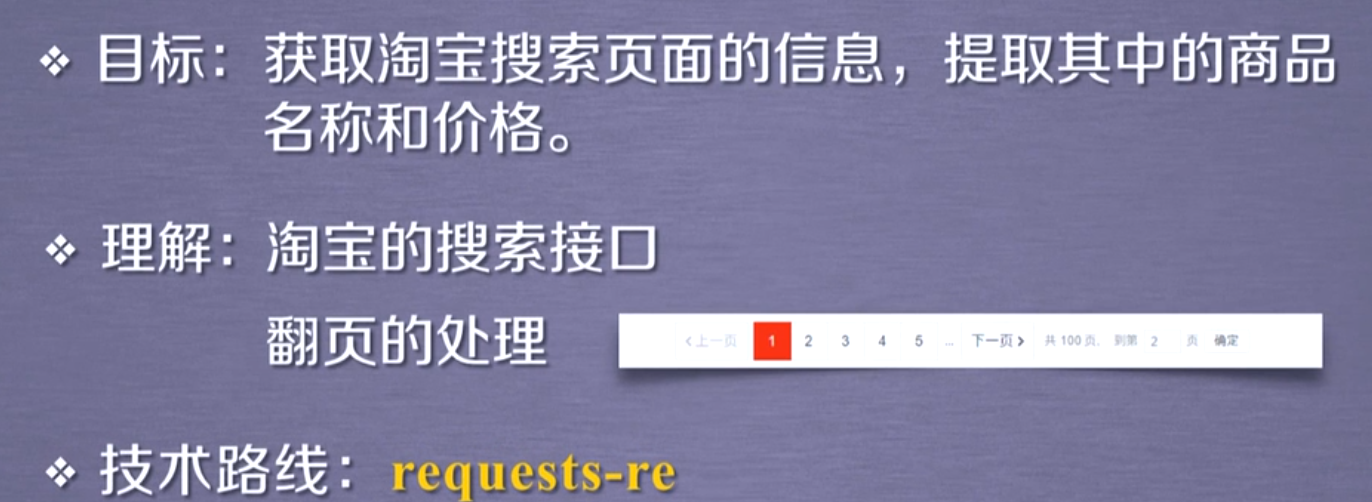 ❖ 目标：获取淘宝搜索页面的信息，提取其中的商品
名称和价格。
❖ 理解：淘宝的搜索接口
翻页的处理
‹ 上一页 1 2 3 4 5 ... 下一页 › 共 100 页, 到第 2 页 确定
❖ 技术路线：requests-re